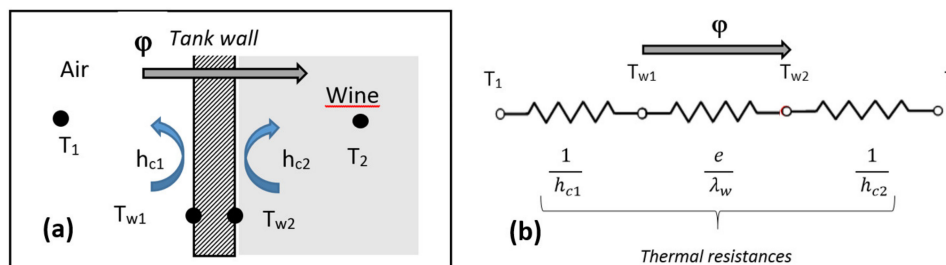 φ
Tank wall
Air
Wine
T1
hc1
hc2
T2
Tw1
Tw2
(a)
φ
T1
Tw1
Tw2
1
hc1
e
λw
1
hc2
(b)
Thermal resistances